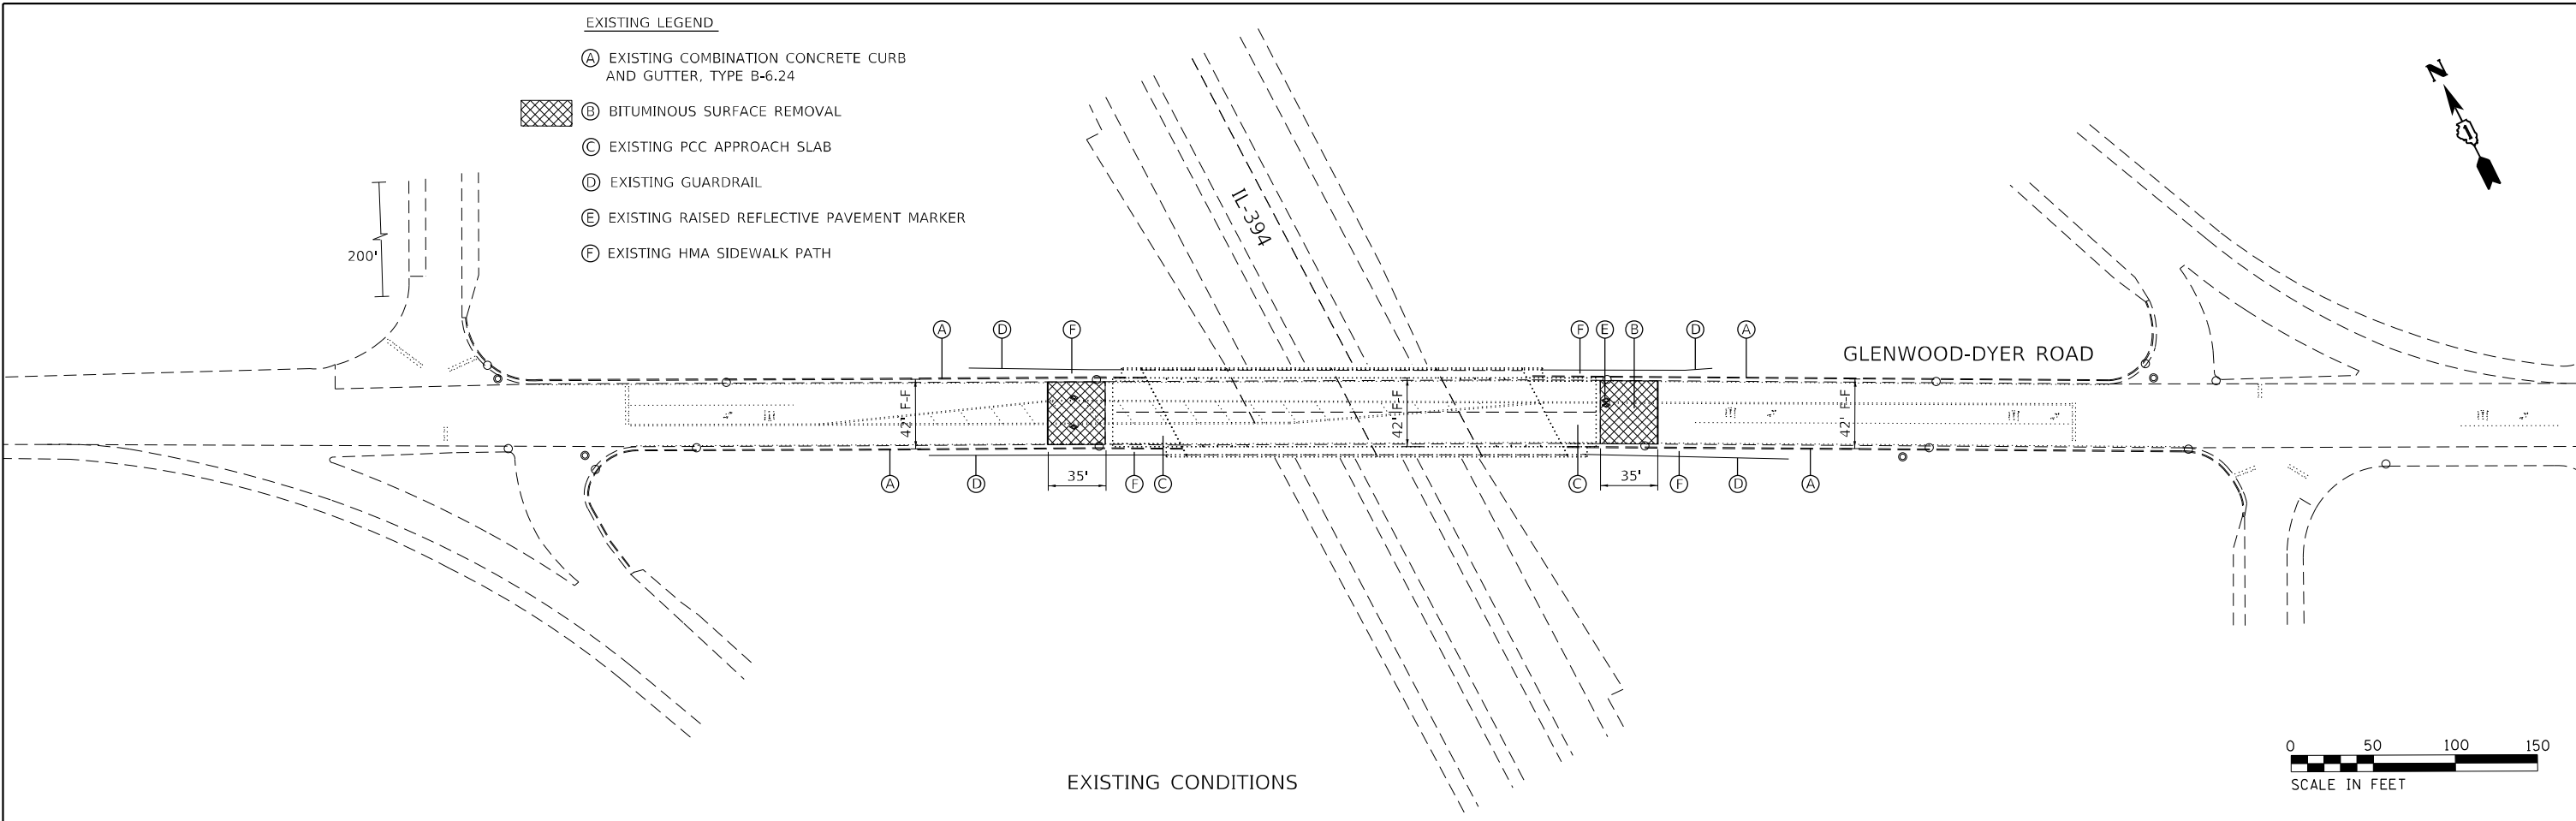 EXISTING LEGEND
A EXISTING COMBINATION CONCRETE CURB
AND GUTTER, TYPE B-6.24
B BITUMINOUS SURFACE REMOVAL
C EXISTING PCC APPROACH SLAB
D EXISTING GUARDRAIL
E EXISTING RAISED REFLECTIVE PAVEMENT MARKER
F EXISTING HMA SIDEWALK PATH
N
IL-394
200'
A D F F E B D A
GLENWOOD-DYER ROAD
42' F-F
42' F-F
42' F-F
A D 35' F C C 35' F D A
EXISTING CONDITIONS
0 50 100 150
SCALE IN FEET